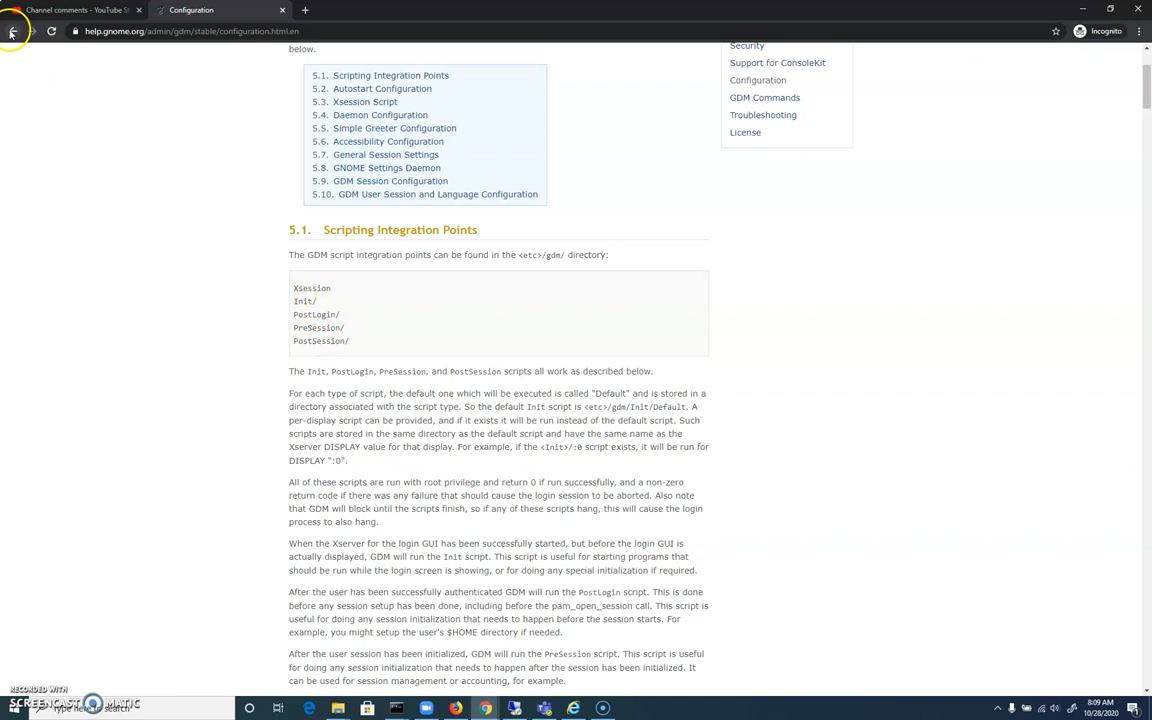 Channel comments - YouTube St
Configuration
help.gnome.org/admin/gdm/stable/configuration.html.en
Incognito
below.
5.1. Scripting Integration Points
5.2. Autostart Configuration
5.3. Xsession Script
5.4. Daemon Configuration
5.5. Simple Greeter Configuration
5.6. Accessibility Configuration
5.7. General Session Settings
5.8. GNOME Settings Daemon
5.9. GDM Session Configuration
5.10. GDM User Session and Language Configuration
Security
Support for ConsoleKit
Configuration
GDM Commands
Troubleshooting
License
5.1. Scripting Integration Points
The GDM script integration points can be found in the <etc>/gdm/ directory:
Xsession
Init/
PostLogin/
PreSession/
PostSession/
The Init, PostLogin, PreSession, and PostSession scripts all work as described below.
For each type of script, the default one which will be executed is called "Default" and is stored in a
directory associated with the script type. So the default Init script is <etc>/gdm/Init/Default. A
per-display script can be provided, and if it exists it will be run instead of the default script. Such
scripts are stored in the same directory as the default script and have the same name as the
Xserver DISPLAY value for that display. For example, if the <Init>/:0 script exists, it will be run for
DISPLAY ":0".
All of these scripts are run with root privilege and return 0 if run successfully, and a non-zero
return code if there was any failure that should cause the login session to be aborted. Also note
that GDM will block until the scripts finish, so if any of these scripts hang, this will cause the login
process to also hang.
When the Xserver for the login GUI has been successfully started, but before the login GUI is
actually displayed, GDM will run the Init script. This script is useful for starting programs that
should be run while the login screen is showing, or for doing any special initialization if required.
After the user has been successfully authenticated GDM will run the PostLogin script. This is done
before any session setup has been done, including before the pam_open_session call. This script is
useful for doing any session initialization that needs to happen before the session starts. For
example, you might setup the user's $HOME directory if needed.
After the user session has been initialized, GDM will run the PreSession script. This script is useful
for doing any session initialization that needs to happen after the session has been initialized. It
can be used for session management or accounting, for example.
RECORDED WITH
SCREENCAST MATIC
Type here to search
8:09 AM
10/28/2020